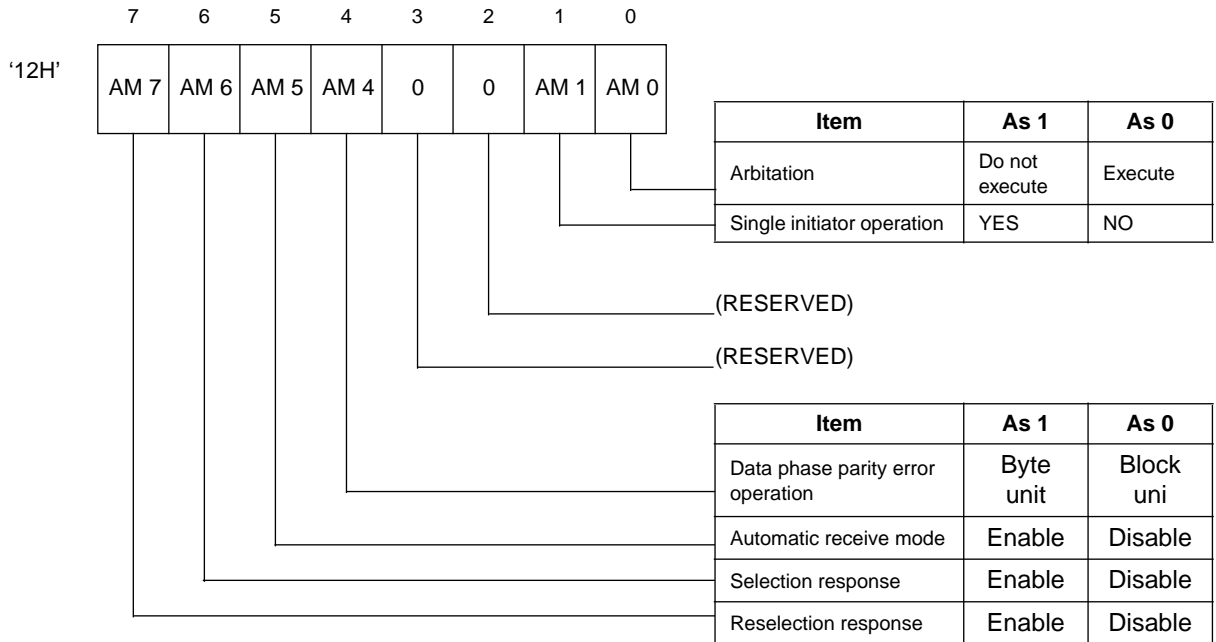 7 6 5 4 3 2 1 0
‘12H’ AM 7 AM 6 AM 5 AM 4 0 0 AM 1 AM 0
Item As 1 As 0
Arbitation Do not execute Execute
Single initiator operation YES NO
(RESERVED)
(RESERVED)
Item As 1 As 0
Data phase parity error operation Byte unit Block uni
Automatic receive mode Enable Disable
Selection response Enable Disable
Reselection response Enable Disable